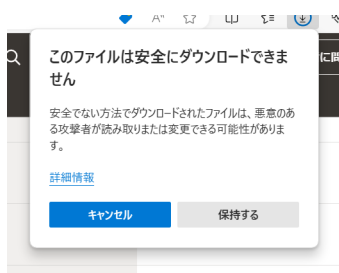 このファイルは安全にダウンロードできま
せん
に問
安全でない方法でダウンロードされたファイルは、悪意のあ
る攻撃者が読み取りまたは変更できる可能性がありま
す。
詳細情報
キャンセル
保持する